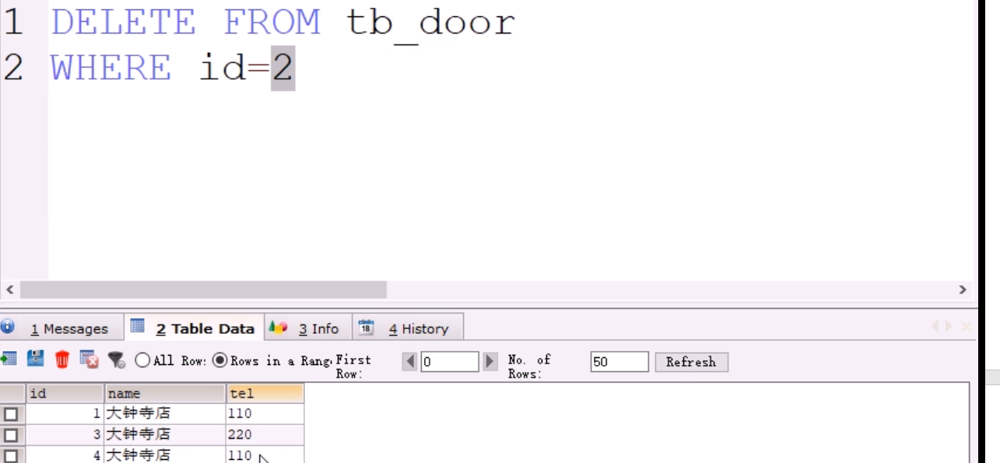 1 DELETE FROM tb_door
2 WHERE id=2
1 Messages 2 Table Data 3 Info 18 4 History
All Row: Rows in a Rang. First Row: 0 No. of Rows: 50 Refresh
id name tel
1 大钟寺店 110
3 大钟寺店 220
4 大钟寺店 110